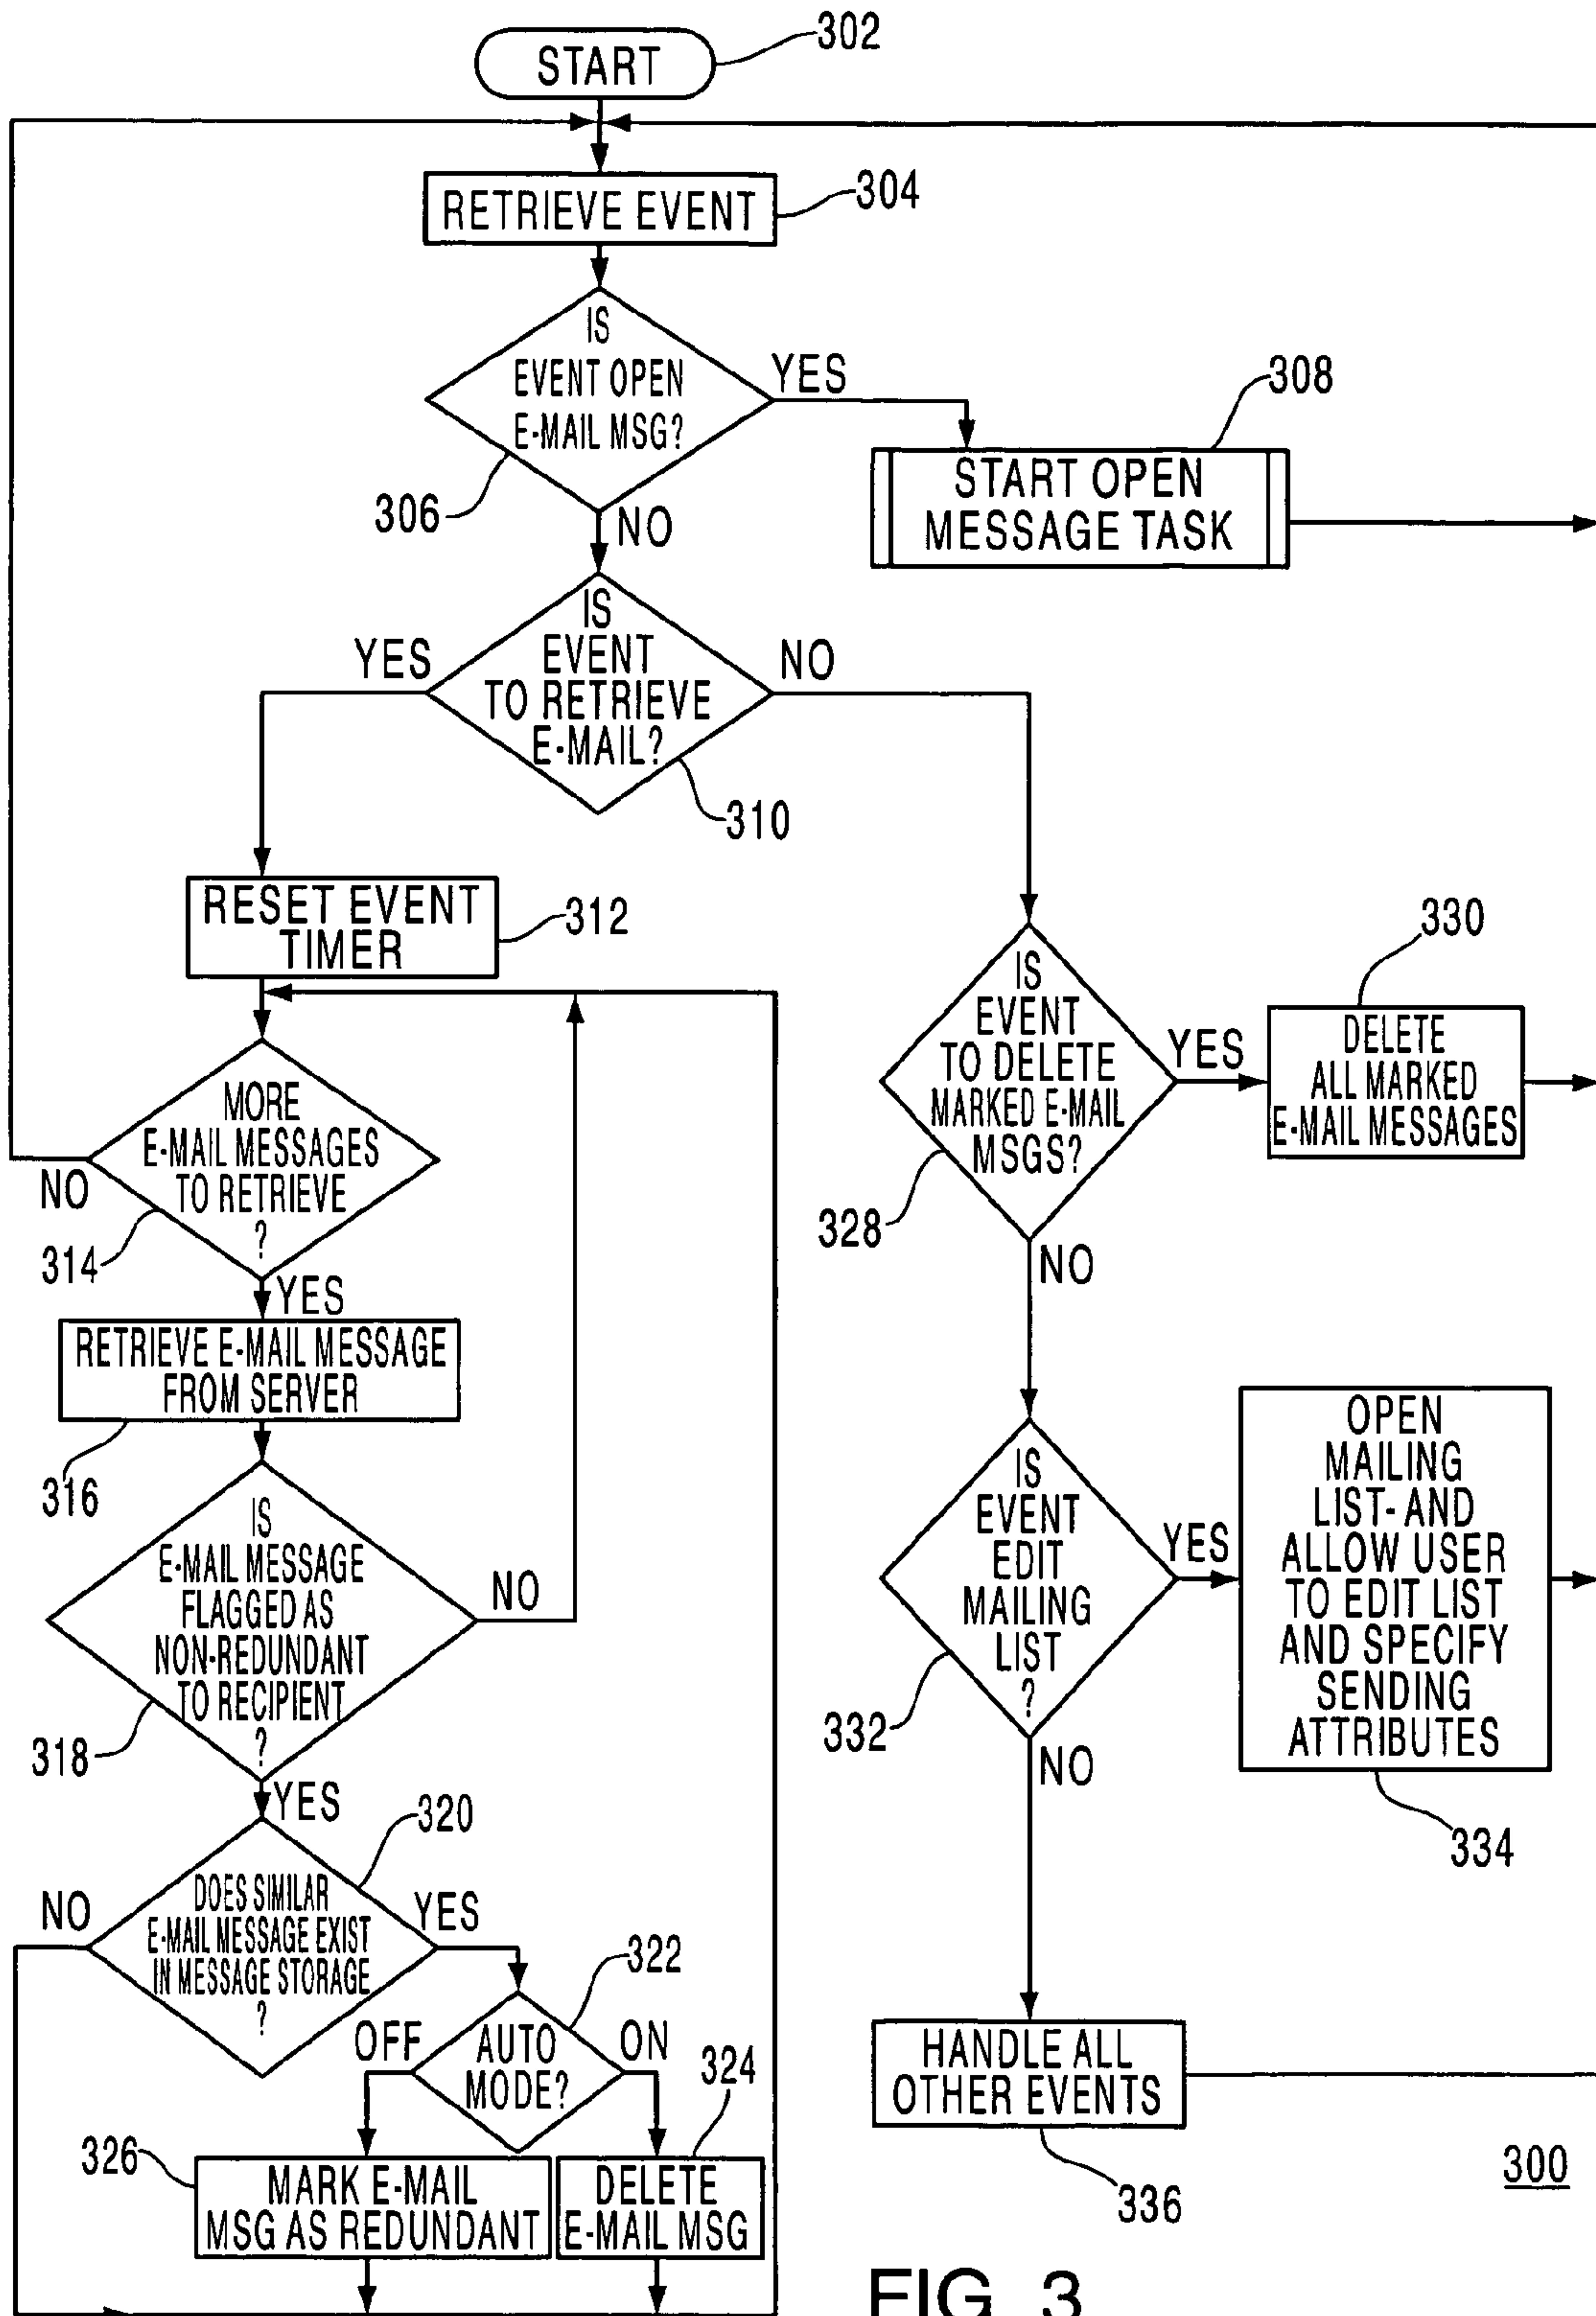 START
302
RETRIEVE EVENT
304
IS
EVENT OPEN
E-MAIL MSG?
306
YES
NO
START OPEN
MESSAGE TASK
308
IS
EVENT
TO RETRIEVE
E-MAIL?
310
YES
NO
RESET EVENT
TIMER
312
MORE
E-MAIL MESSAGES
TO RETRIEVE
?
314
NO
YES
RETRIEVE E-MAIL MESSAGE
FROM SERVER
316
IS
E-MAIL MESSAGE
FLAGGED AS
NON-REDUNDANT
TO RECIPIENT
?
318
NO
YES
DOES SIMILAR
E-MAIL MESSAGE EXIST
IN MESSAGE STORAGE
?
320
NO
YES
AUTO
MODE?
322
OFF
ON
MARK E-MAIL
MSG AS REDUNDANT
326
DELETE
E-MAIL MSG
324
IS
EVENT
TO DELETE
MARKED E-MAIL
MSGS?
328
YES
NO
DELETE
ALL MARKED
E-MAIL MESSAGES
330
IS
EVENT
EDIT
MAILING
LIST
?
332
YES
NO
OPEN
MAILING
LIST- AND
ALLOW USER
TO EDIT LIST
AND SPECIFY
SENDING
ATTRIBUTES
334
HANDLE ALL
OTHER EVENTS
336
300
FIG. 3